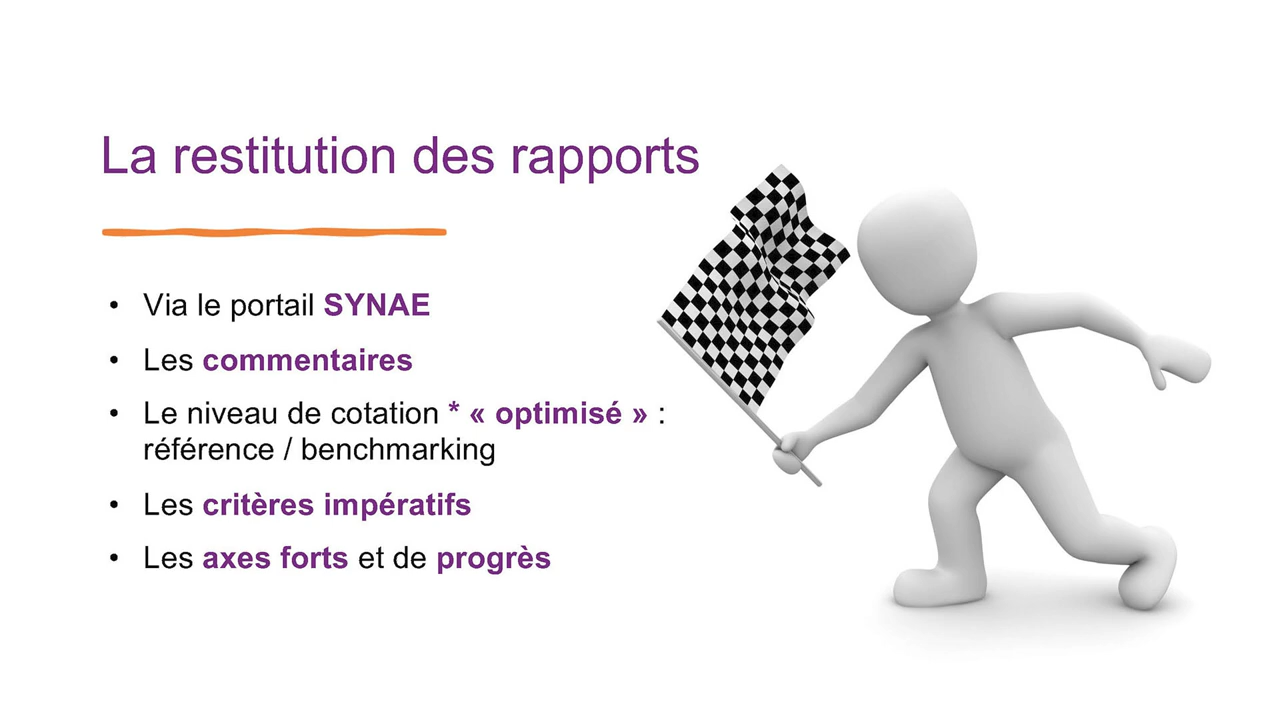 La restitution des rapports
• Via le portail SYNAE
• Les commentaires
• Le niveau de cotation * « optimisé » :
référence / benchmarking
• Les critères impératifs
• Les axes forts et de progrès